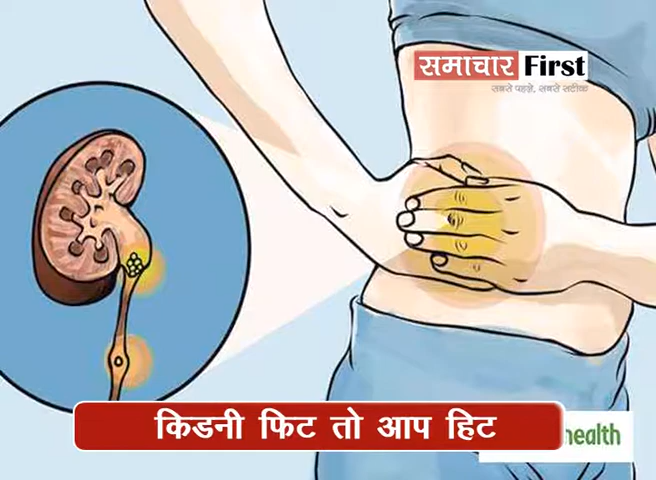 समाचार First
सबसे पहले, सबसे सटीक
किडनी फिट तो आप हिट
health